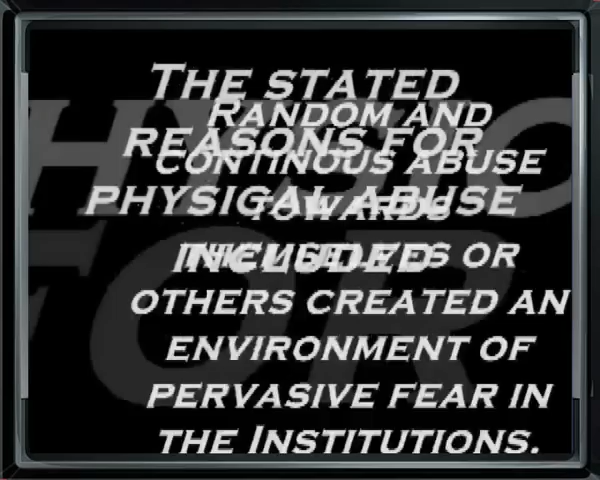 THE STATED
RANDOM AND
REASONS FOR
CONTINOUS ABUSE
PHYSICAL ABUSE
TOWARDS
INCLUDED
THEMSELVES OR
OTHERS CREATED AN
ENVIRONMENT OF
PERVASIVE FEAR IN
THE INSTITUTIONS.